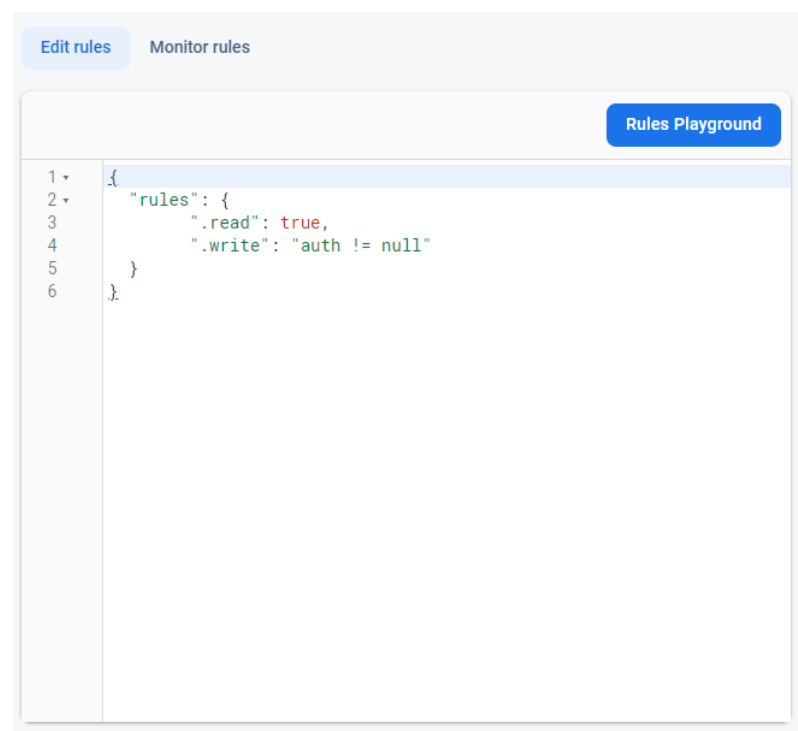 Edit rules Monitor rules
Rules Playground
1 {
2 "rules": {
3 ".read": true,
4 ".write": "auth != null"
5 }
6 }